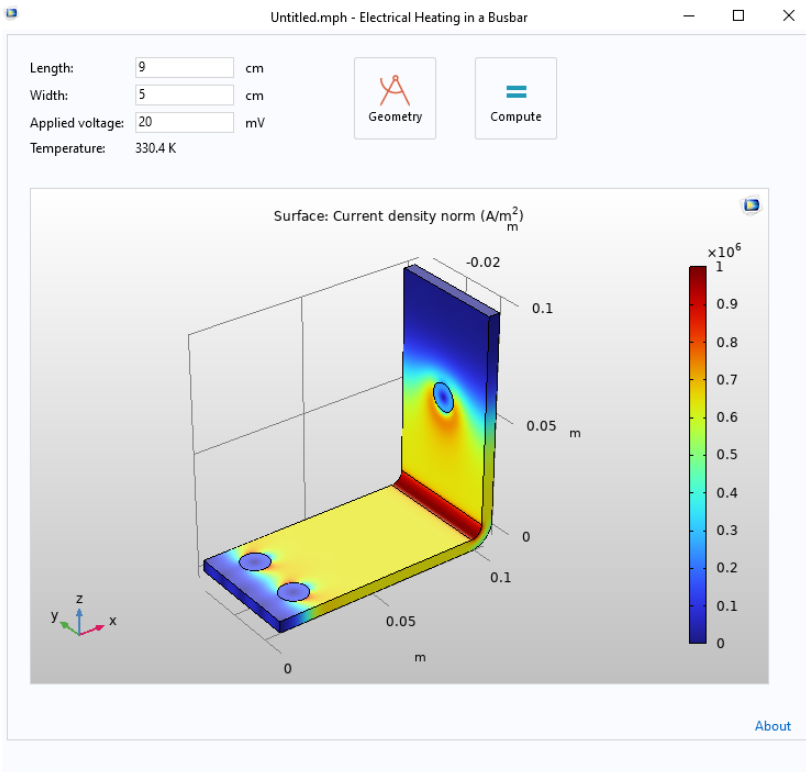 Untitled.mph - Electrical Heating in a Busbar
Length: 9 cm
Width: 5 cm
Applied voltage: 20 mV
Temperature: 330.4 K
Geometry
Compute
Surface: Current density norm (A/m²)
m
-0.02
0.1
0.05
m
0
0.1
0.05
m
0
z
y
x
×10⁶
1
0.9
0.8
0.7
0.6
0.5
0.4
0.3
0.2
0.1
0
About